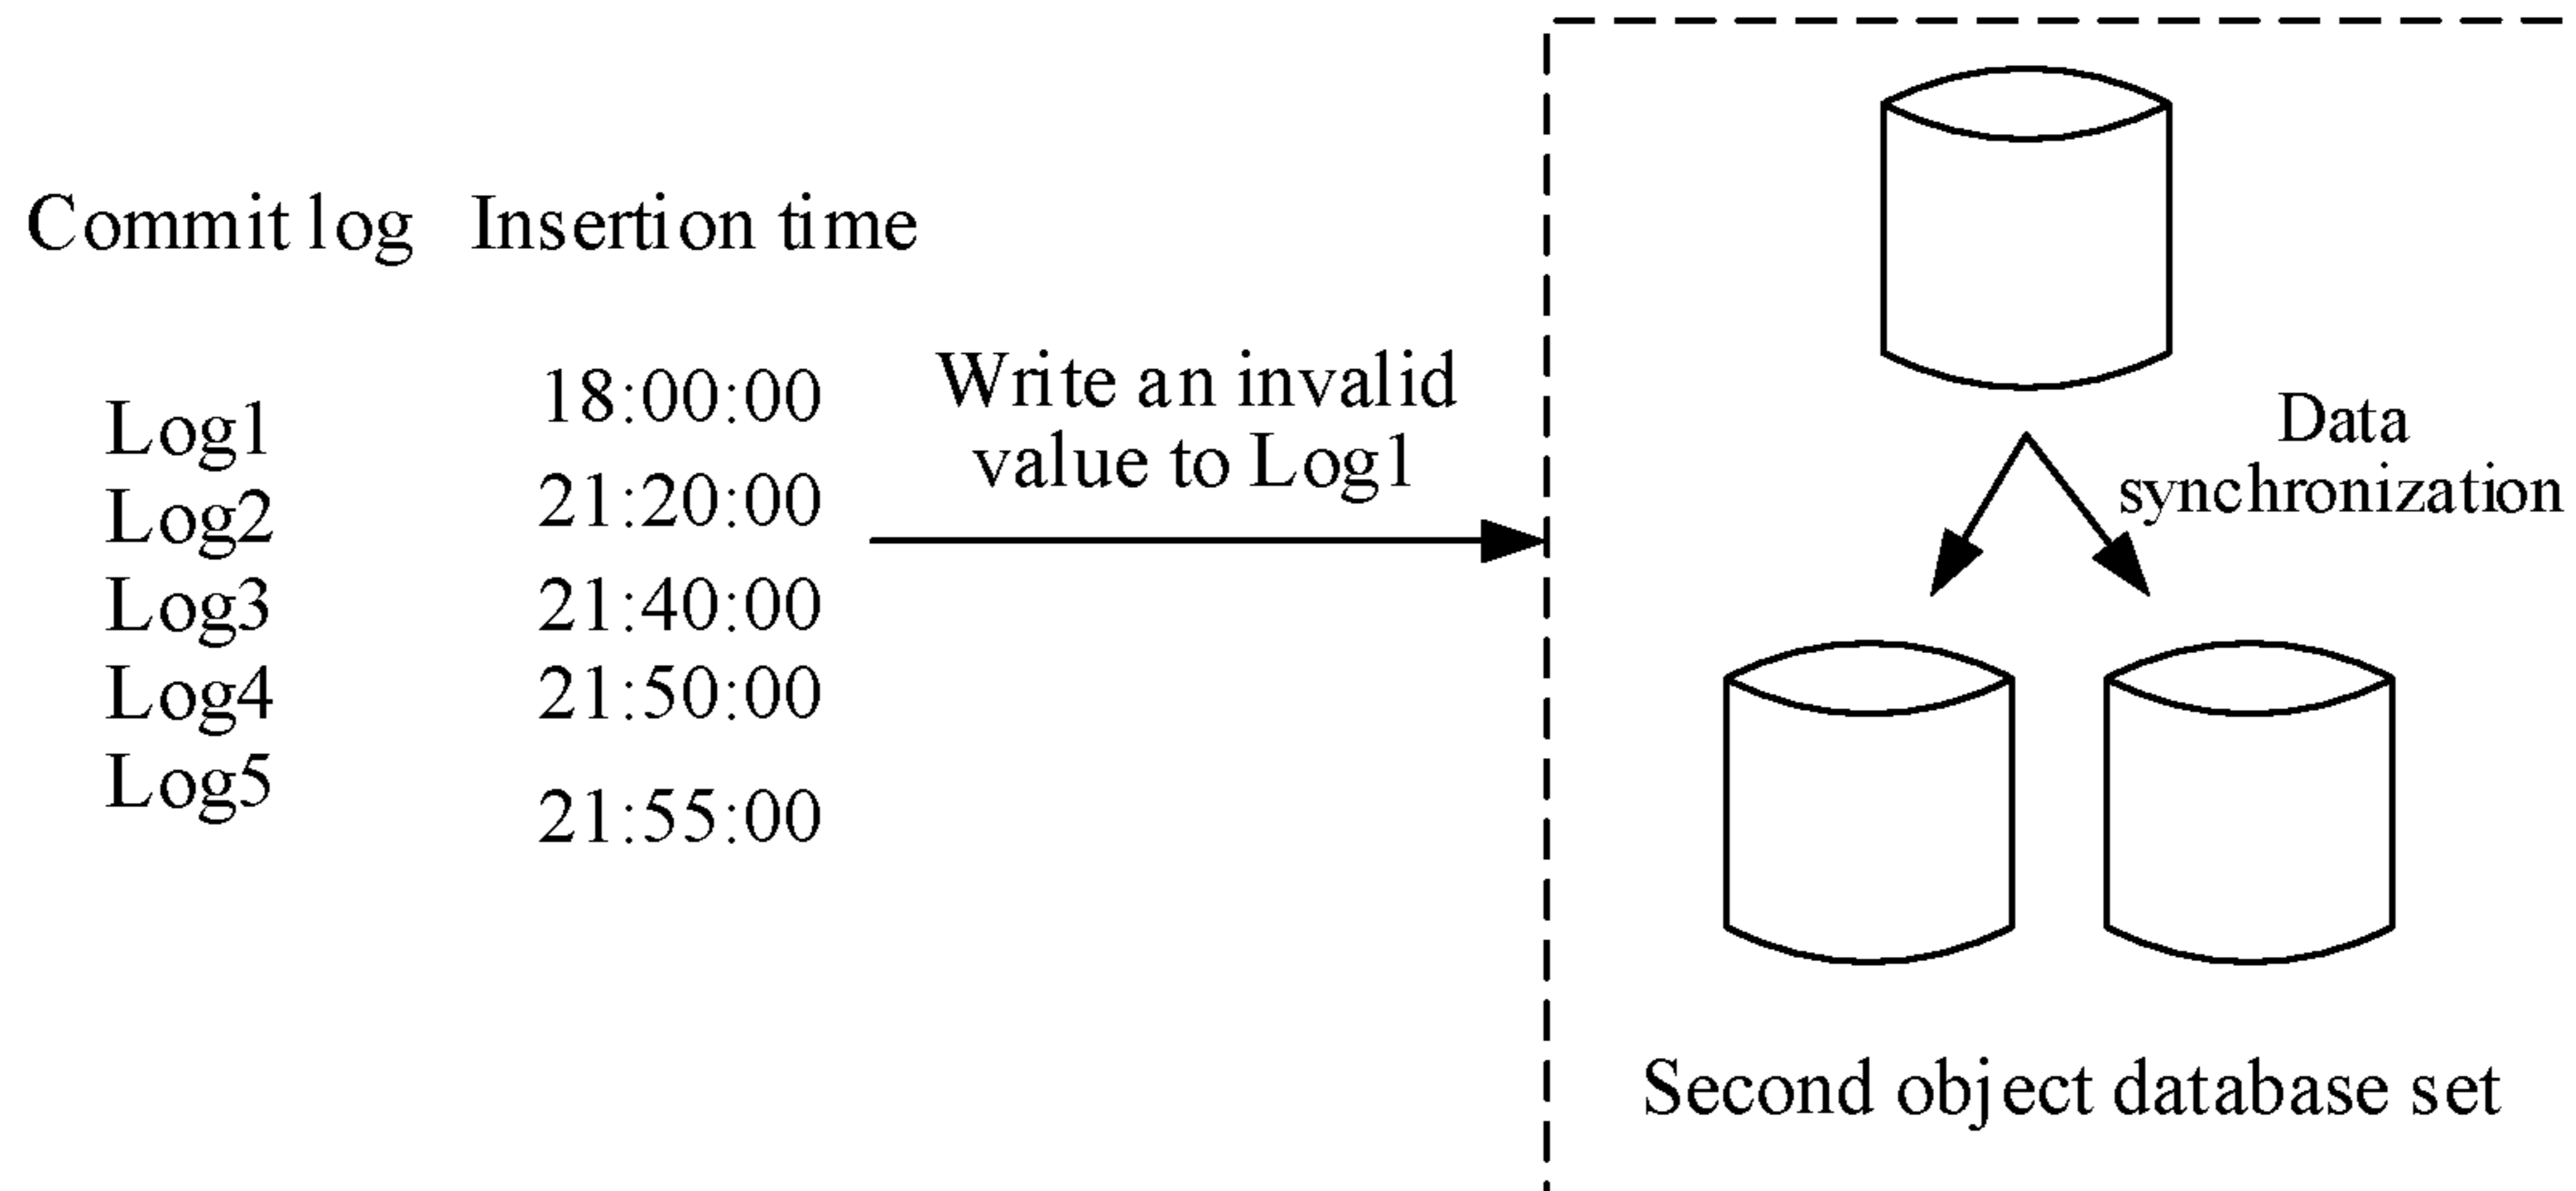 Commit log Insertion time
Log1 18:00:00
Log2 21:20:00
Log3 21:40:00
Log4 21:50:00
Log5 21:55:00
Write an invalid
value to Log1
Data
synchronization
Second object database set